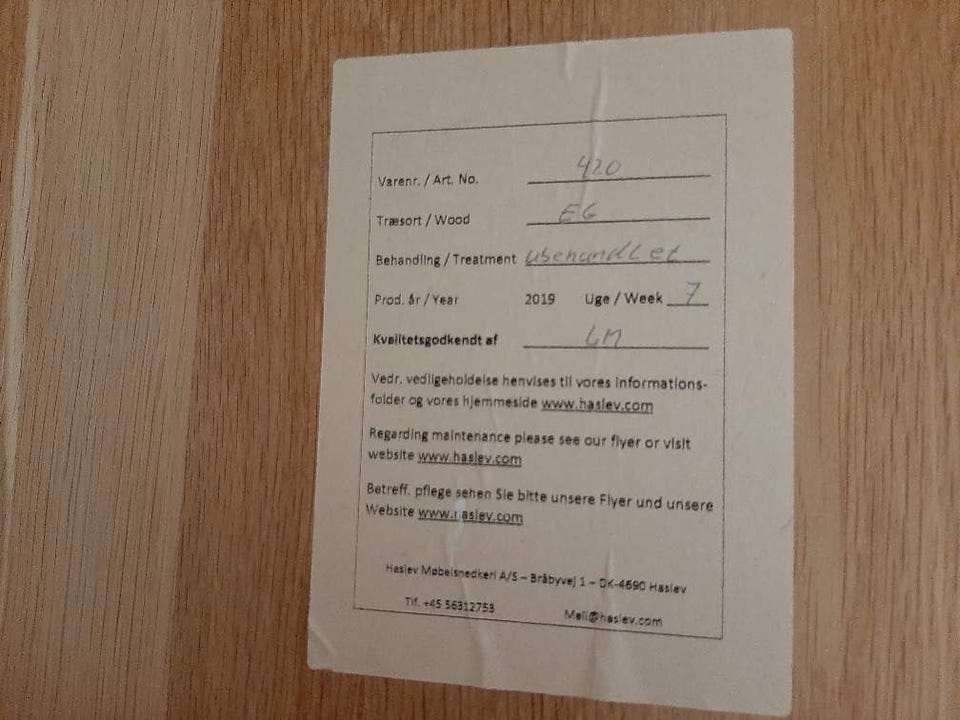 Varenr. / Art. No. 420
Træsort / Wood EG
Behandling / Treatment ubehandlet
Prod. år / Year 2019 Uge / Week 7
Kvalitetsgodkendt af LM
Vedr. vedligeholdelse henvises til vores informations-
folder og vores hjemmeside www.haslev.com
Regarding maintenance please see our flyer or visit
website www.haslev.com
Betreff. pflege sehen Sie bitte unsere Flyer und unsere
Website www.haslev.com
Haslev Møbelsnedkeri A/S – Bråbyvej 1 – DK-4690 Haslev
Tlf. +45 56312753 Mail@haslev.com